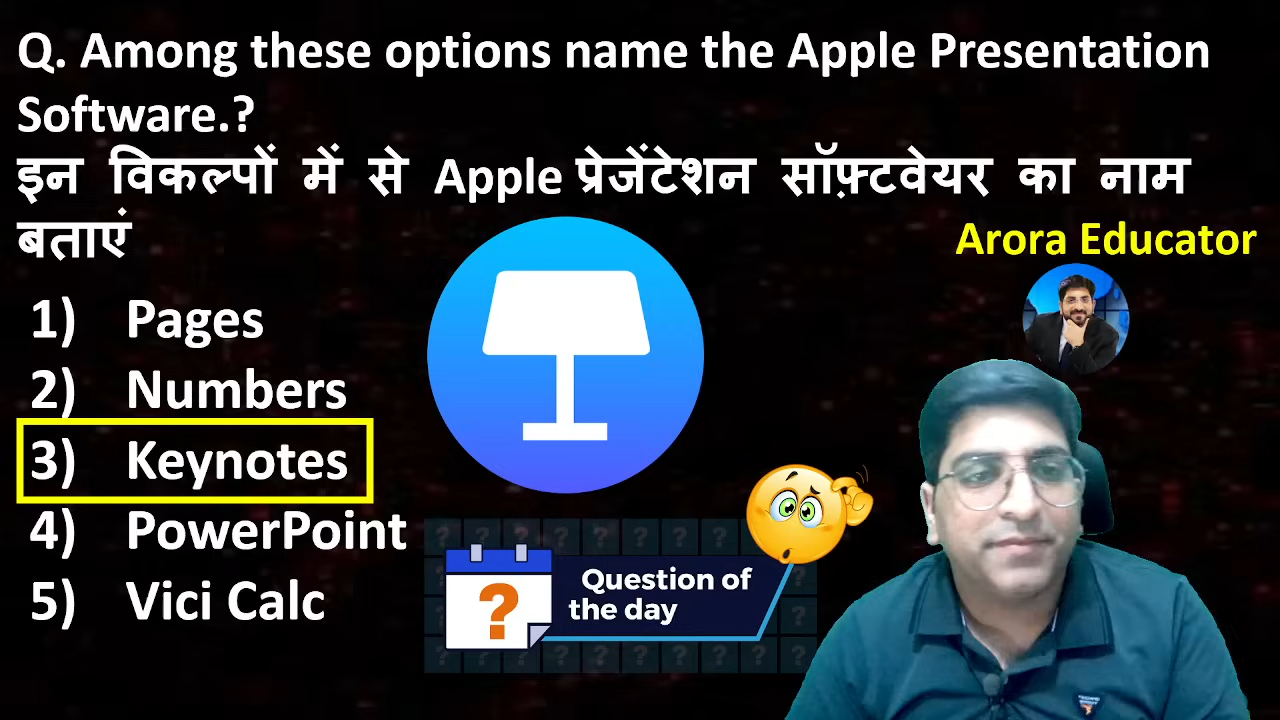 Q. Among these options name the Apple Presentation
Software.?
इन विकल्पों में से Apple प्रेजेंटेशन सॉफ़्टवेयर का नाम
बताएं
Arora Educator
1) Pages
2) Numbers
3) Keynotes
4) PowerPoint
5) Vici Calc
?
Question of
the day